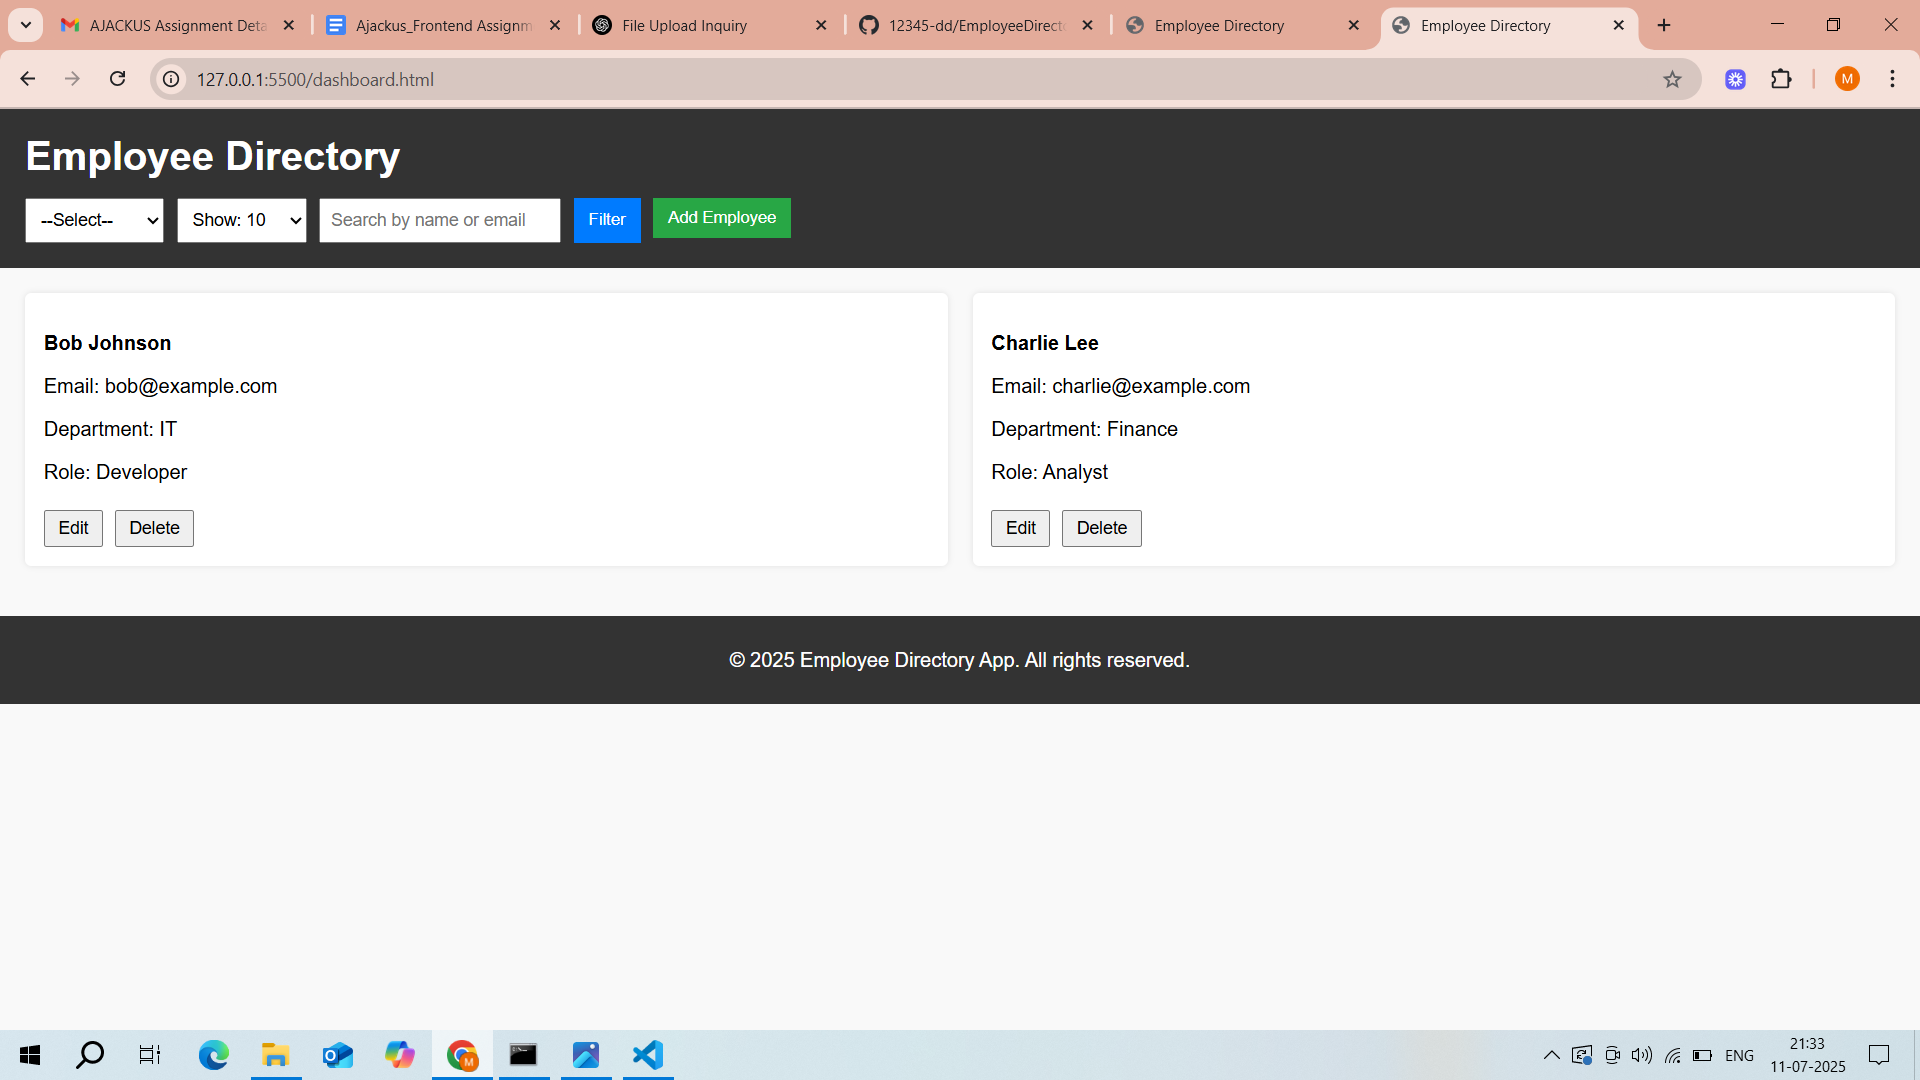 AJACKUS Assignment Deta
Ajackus_Frontend Assignm
File Upload Inquiry
12345-dd/EmployeeDirecto
Employee Directory
Employee Directory
127.0.0.1:5500/dashboard.html
M
Employee Directory
--Select--
Show: 10
Search by name or email
Filter
Add Employee
Bob Johnson
Email: bob@example.com
Department: IT
Role: Developer
Edit
Delete
Charlie Lee
Email: charlie@example.com
Department: Finance
Role: Analyst
Edit
Delete
© 2025 Employee Directory App. All rights reserved.
ENG
21:33
11-07-2025